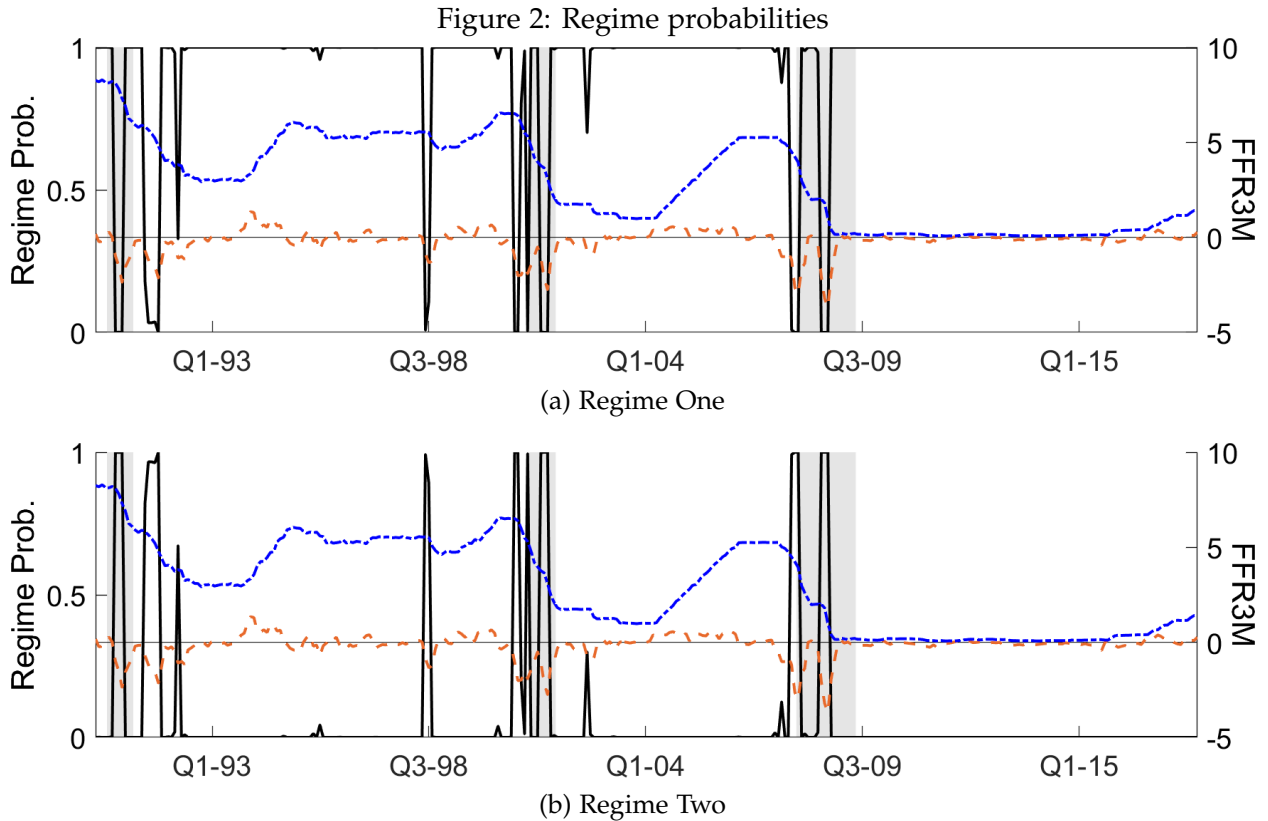 Figure 2: Regime probabilities
1
0.5
0
Regime Prob.
10
5
0
-5
FFR3M
Q1-93
Q3-98
Q1-04
Q3-09
Q1-15
(a) Regime One
1
0.5
0
Regime Prob.
10
5
0
-5
FFR3M
Q1-93
Q3-98
Q1-04
Q3-09
Q1-15
(b) Regime Two